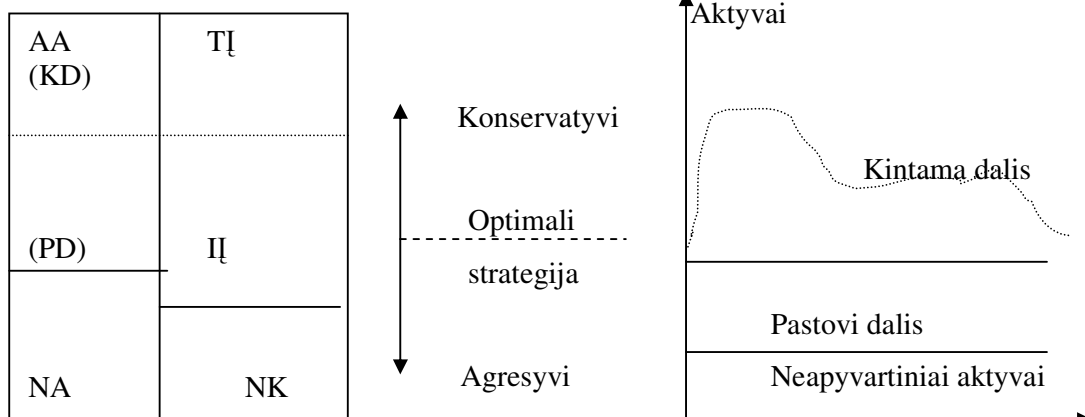 AA
(KD)
TĮ
(PD)
IĮ
NA
NK
Konservatyvi
Optimali
strategija
Agresyvi
Aktyvai
Kintama dalis
Pastovi dalis
Neapyvartiniai aktyvai